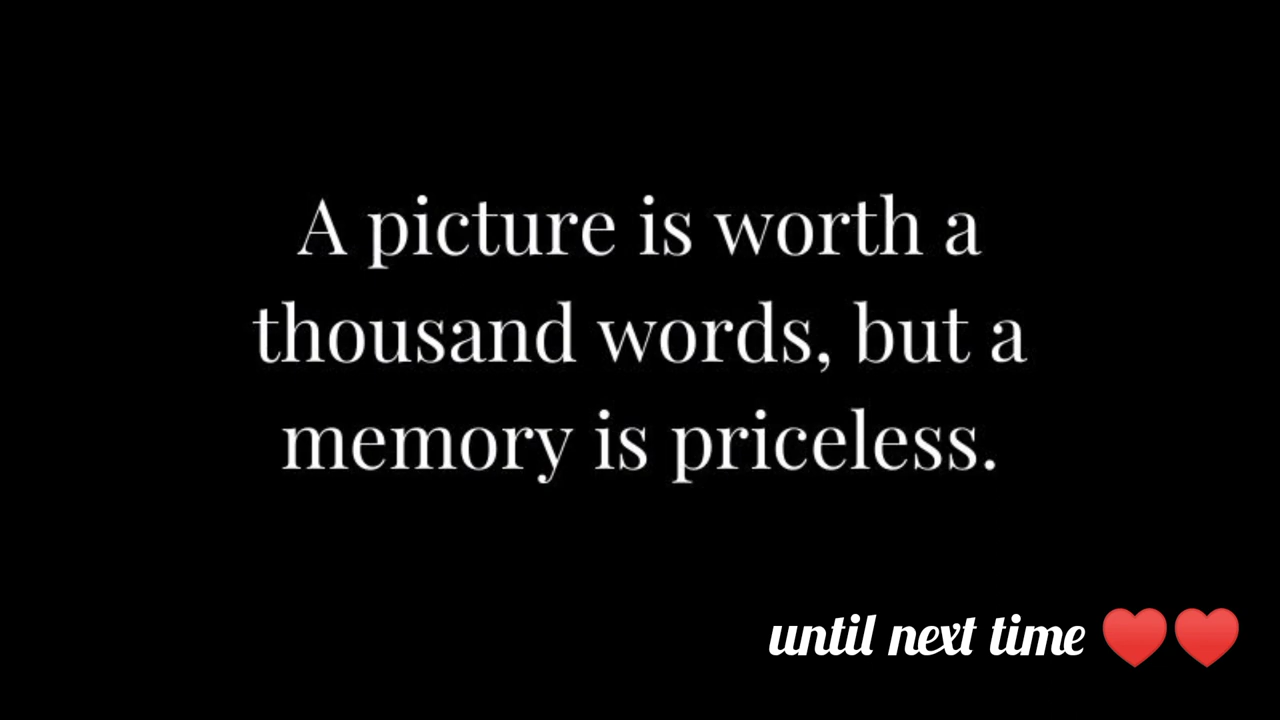 A picture is worth a
thousand words, but a
memory is priceless.
until next time ♥️♥️